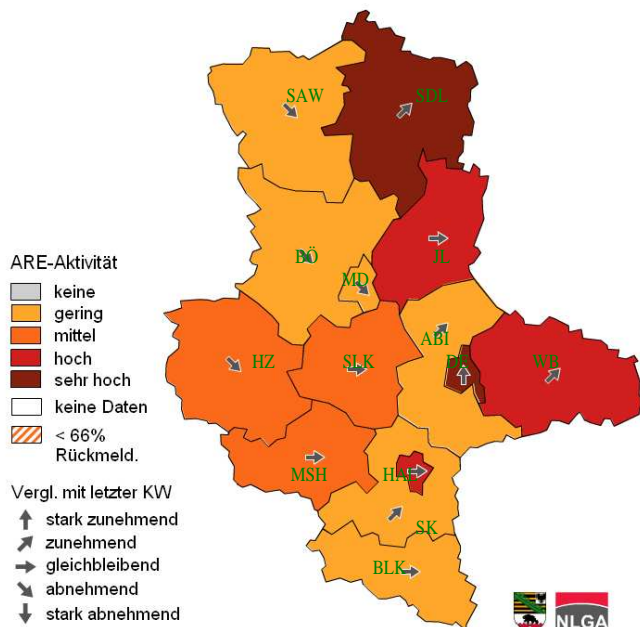 SAW
SDL
BÖ
MD
JL
ARE-Aktivität
keine
gering
mittel
hoch
sehr hoch
keine Daten
< 66%
Rückmeld.
ABI
DE
WB
HZ
SLK
MSH
HAL
SK
BLK
Vergl. mit letzter KW
stark zunehmend
zunehmend
gleichbleibend
abnehmend
stark abnehmend
NLGA